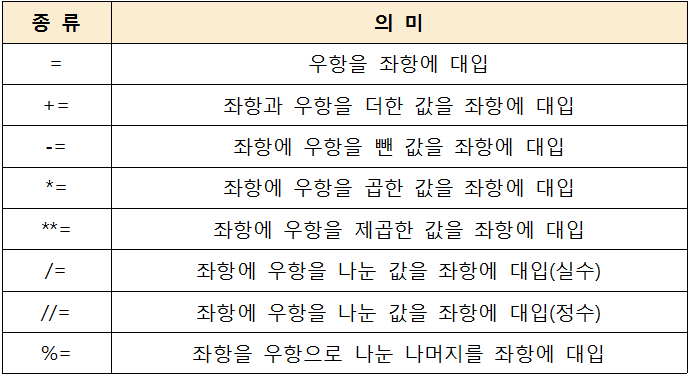 종 류 의 미
= 우항을 좌항에 대입
+= 좌항과 우항을 더한 값을 좌항에 대입
-= 좌항에 우항을 뺀 값을 좌항에 대입
*= 좌항에 우항을 곱한 값을 좌항에 대입
**= 좌항에 우항을 제곱한 값을 좌항에 대입
/= 좌항에 우항을 나눈 값을 좌항에 대입(실수)
//= 좌항에 우항을 나눈 값을 좌항에 대입(정수)
%= 좌항을 우항으로 나눈 나머지를 좌항에 대입